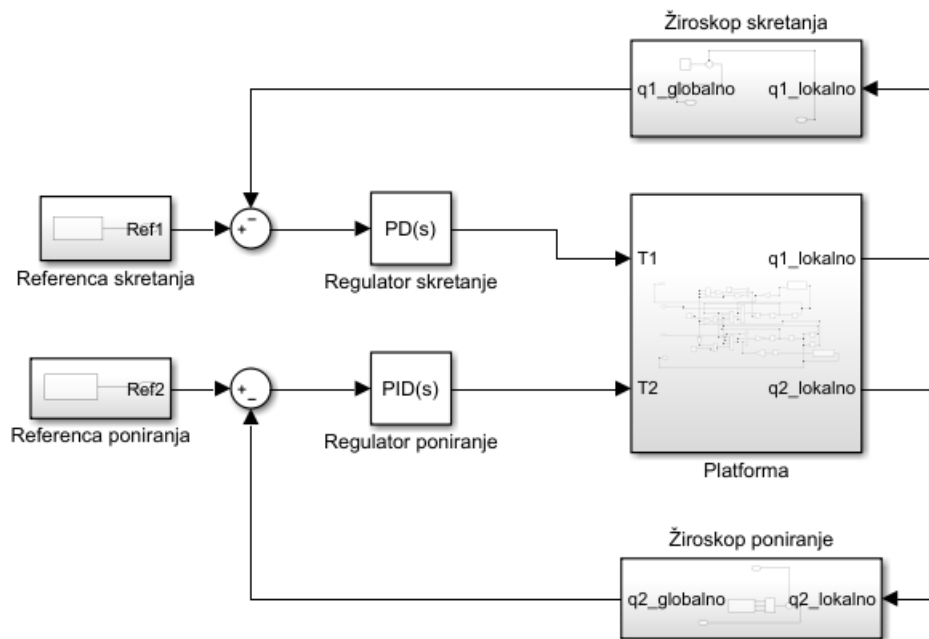 Žiroskop skretanja
q1_globalno
q1_lokalno
Ref1
Referenca skretanja
+
−
PD(s)
Regulator skretanje
T1
q1_lokalno
Ref2
Referenca poniranja
+
−
PID(s)
Regulator poniranje
T2
q2_lokalno
Platforma
Žiroskop poniranje
q2_globalno
q2_lokalno